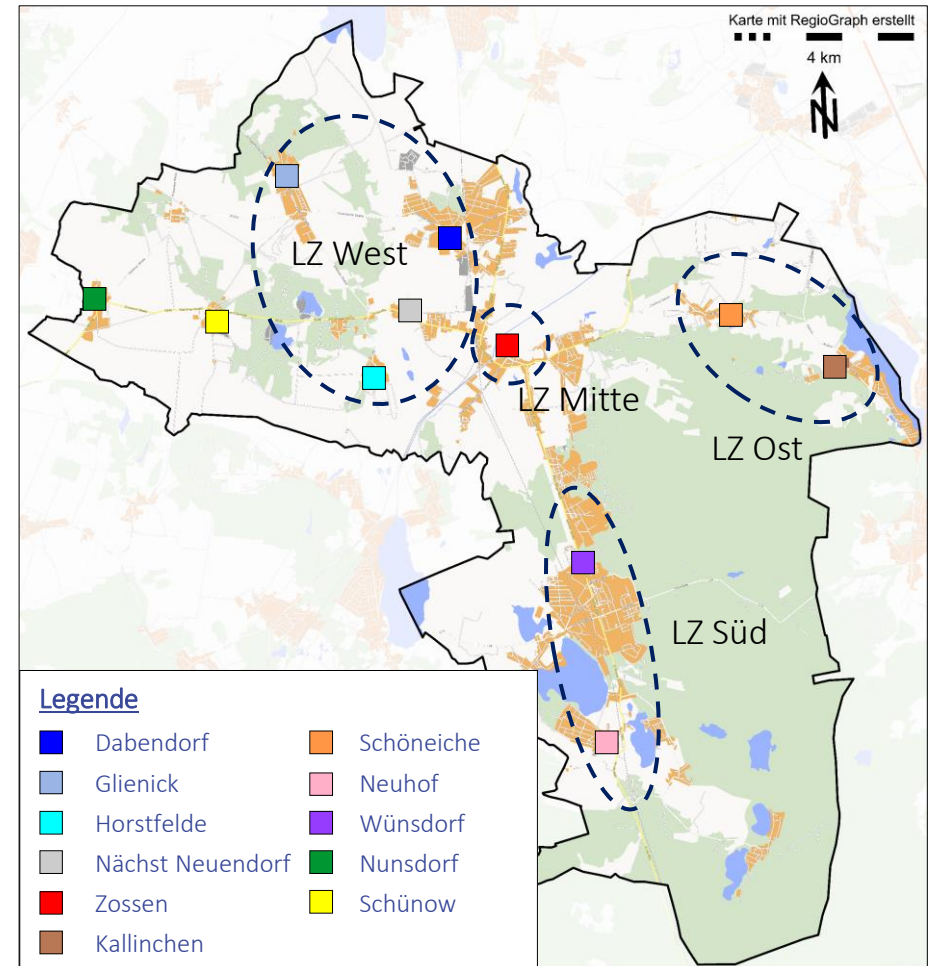 Karte mit RegioGraph erstellt
4 km
N
LZ West
LZ Mitte
LZ Ost
LZ Süd
Legende
Dabendorf
Schöneiche
Glienick
Neuhof
Horstfelde
Wünsdorf
Nächst Neuendorf
Nunsdorf
Zossen
Schünow
Kallinchen